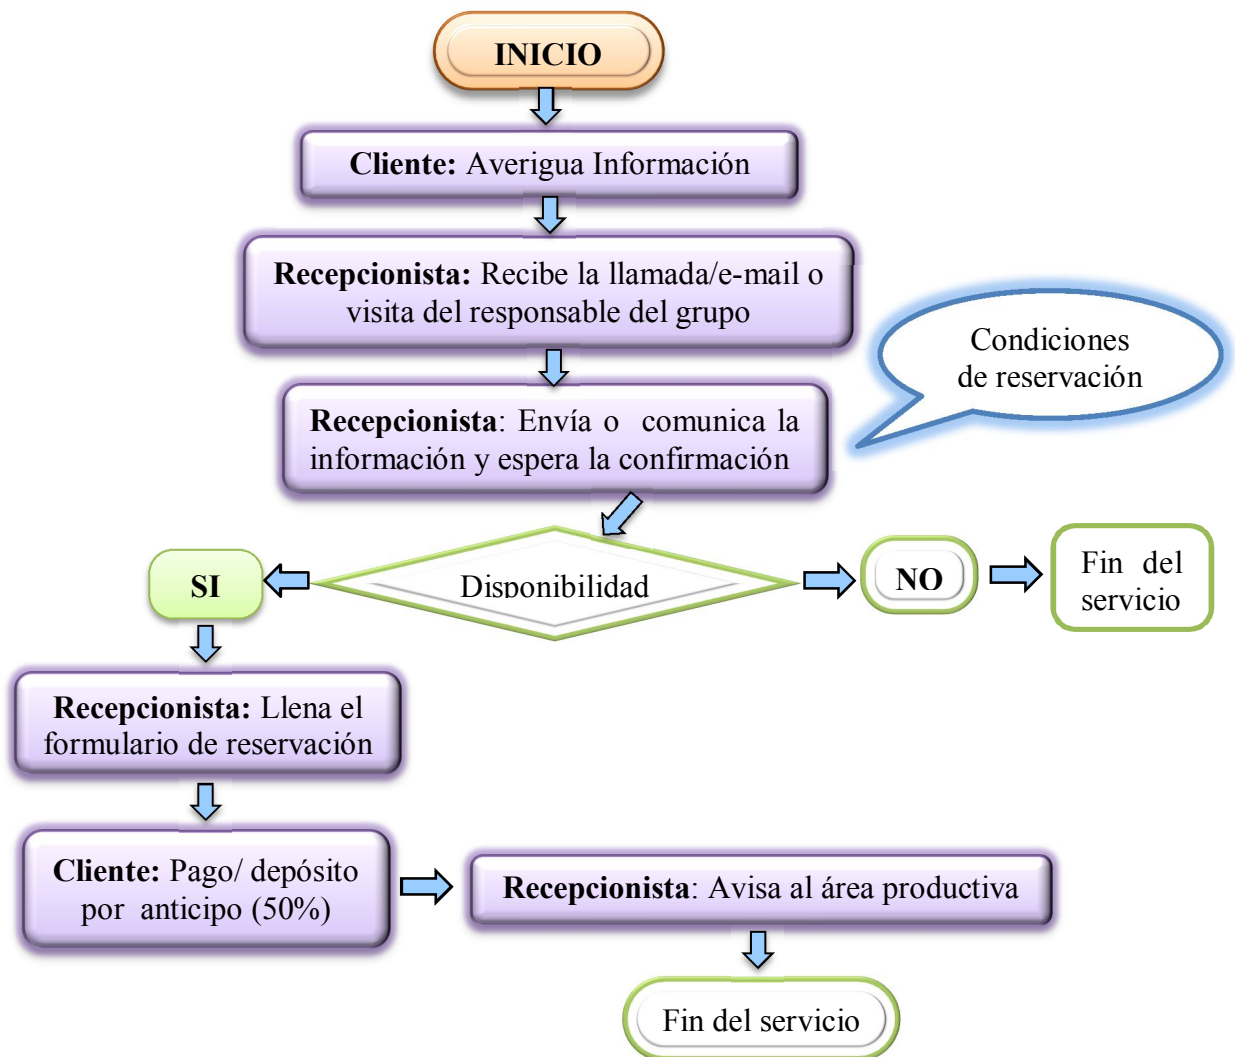 INICIO
Cliente: Averigua Información
Recepcionista: Recibe la llamada/e-mail o
visita del responsable del grupo
Condiciones
de reservación
Recepcionista: Envía o comunica la
información y espera la confirmación
SI
Disponibilidad
NO
Fin del
servicio
Recepcionista: Llena el
formulario de reservación
Cliente: Pago/ depósito
por anticipo (50%)
Recepcionista: Avisa al área productiva
Fin del servicio